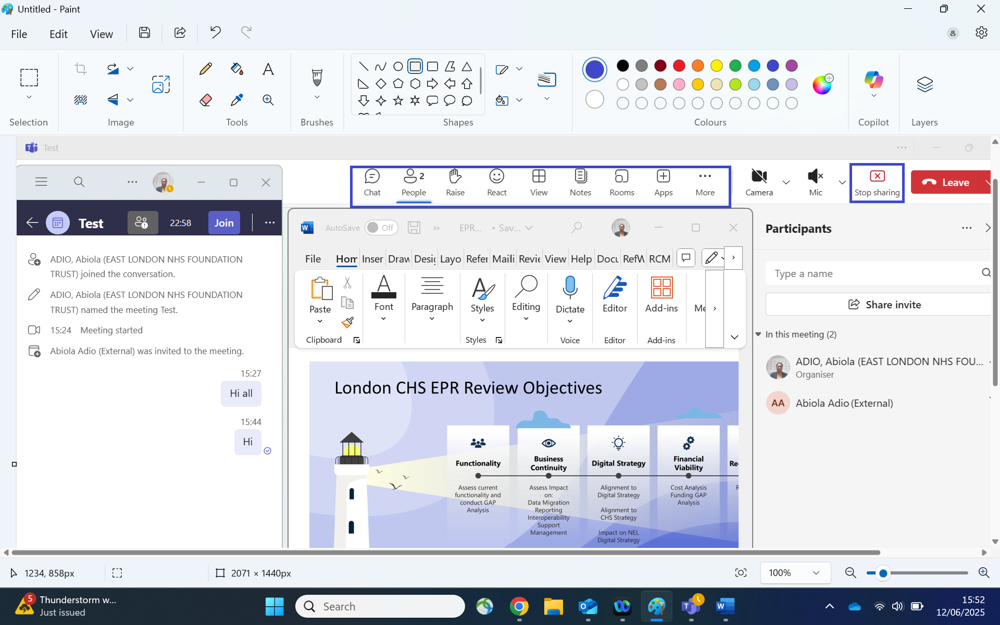 Untitled - Paint
File Edit View
Selection
Image
Tools
Brushes
Shapes
Colours
Copilot
Layers
Test
Chat
People 2
Raise
React
View
Notes
Rooms
Apps
More
Camera
Mic
Stop sharing
Leave
Test
22:58
Join
ADIO, Abiola (EAST LONDON NHS FOUNDATION
TRUST) joined the conversation.
ADIO, Abiola (EAST LONDON NHS FOUNDATION
TRUST) named the meeting Test.
15:24 Meeting started
Abiola Adio (External) was invited to the meeting.
15:27
Hi all
15:44
Hi
AutoSave Off
EPR... • Sav...
File Hom Inser Draw Desig Layo Refer Maili Revie View Help Docu RefW RCM
Paste
Clipboard
Font
Paragraph
Styles
Styles
Editing
Dictate
Voice
Editor
Editor
Add-ins
Add-ins
Me
London CHS EPR Review Objectives
Functionality
Assess current
functionality and
conduct GAP
Analysis
Business
Continuity
Assess Impact
on:
Data Migration
Reporting
Interoperability
Support
Management
Digital Strategy
Alignment to
Digital Strategy
Alignment to
CHS Strategy
Impact on NEL
Digital Strategy
Financial
Viability
Cost Analysis
Funding GAP
Analysis
Re
Participants
Type a name
Share invite
In this meeting (2)
ADIO, Abiola (EAST LONDON NHS FOU...
Organiser
AA
Abiola Adio (External)
1234, 858px
2071 × 1440px
100%
5
Thunderstorm w...
Just issued
Search
15:52
12/06/2025